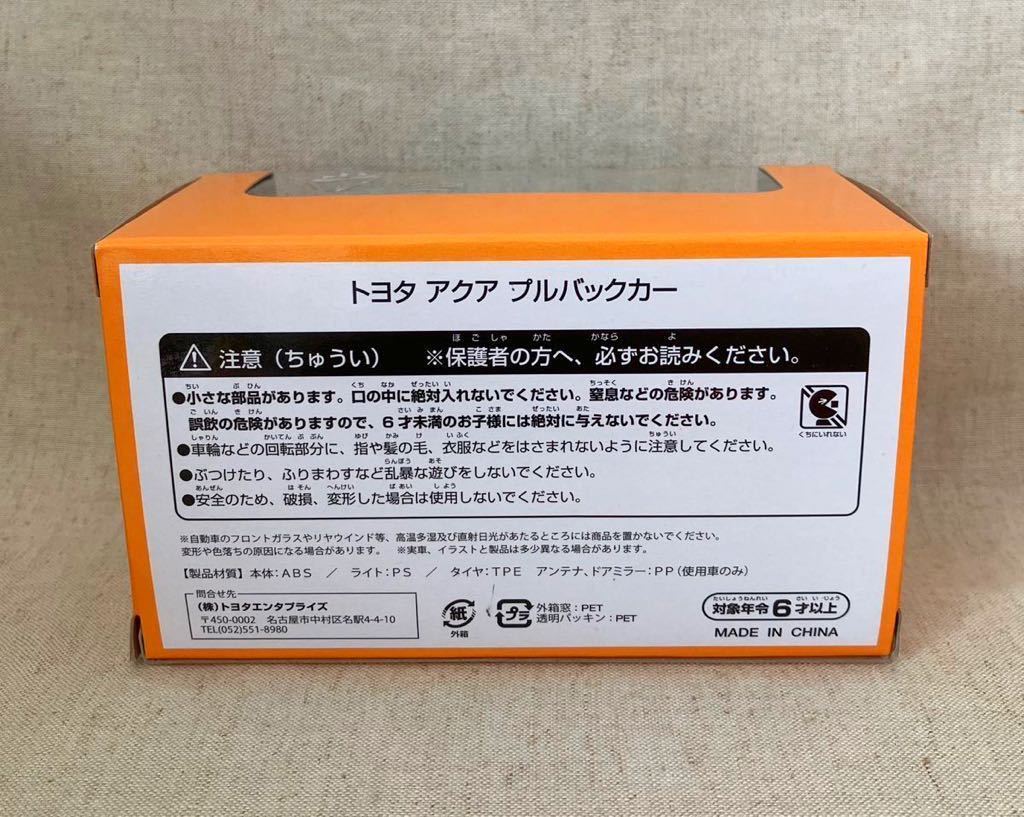 トヨタ アクア プルバックカー
注意（ちゅうい） ※保護者の方へ、必ずお読みください。
ほ ご しゃ かた かなら よ
ちい ぶ ひん くち なか ぜったい い ちっそく き けん
●小さな部品があります。口の中に絶対入れないでください。窒息などの危険があります。
ご いん き けん さい み まん こ さま ぜったい あた
誤飲の危険がありますので、6才未満のお子様には絶対に与えないでください。
しゃりん かいてん ぶ ぶん ゆび かみ け い ふく ちゅうい
●車輪などの回転部分に、指や髪の毛、衣服などをはさまれないように注意してください。
らんぼう あそ
●ぶつけたり、ふりまわすなど乱暴な遊びをしないでください。
あんぜん は そん へんけい ば あい し よう
●安全のため、破損、変形した場合は使用しないでください。
くちにいれない
※自動車のフロントガラスやリヤウインド等、高温多湿及び直射日光があたるところには商品を置かないでください。
変形や色落ちの原因になる場合があります。 ※実車、イラストと製品は多少異なる場合があります。
【製品材質】本体：ABS ／ ライト：PS ／ タイヤ：TPE アンテナ、ドアミラー：PP（使用車のみ）
問合せ先
（株）トヨタエンタプライズ
〒450-0002 名古屋市中村区名駅4-4-10
TEL(052)551-8980
紙
外箱
プラ
外箱窓：PET
透明パッキン：PET
たいしょうねんれい さい い じょう
対象年令6才以上
MADE IN CHINA